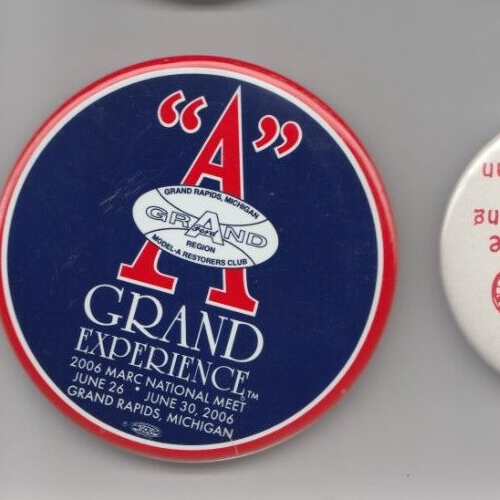 “A”
GRAND RAPIDS, MICHIGAN
GRAND
Ford
REGION
MODEL-A RESTORERS CLUB
GRAND
EXPERIENCE™
2006 MARC NATIONAL MEET
JUNE 26 • JUNE 30, 2006
GRAND RAPIDS, MICHIGAN